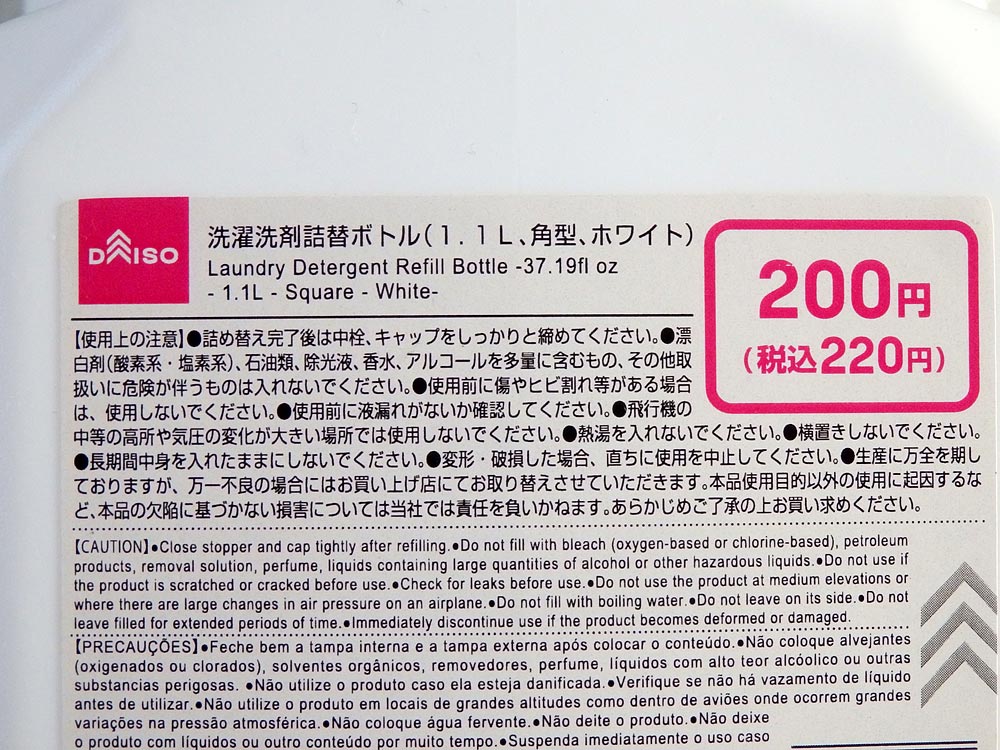 DAISO
洗濯洗剤詰替ボトル(1.1L、角型、ホワイト)
Laundry Detergent Refill Bottle -37.19fl oz
- 1.1L - Square - White-
200円
(税込220円)
【使用上の注意】●詰め替え完了後は中栓、キャップをしっかりと締めてください。●漂
白剤(酸素系・塩素系)、石油類、除光液、香水、アルコールを多量に含むもの、その他取
扱いに危険が伴うものは入れないでください。●使用前に傷やヒビ割れ等がある場合
は、使用しないでください。●使用前に液漏れがないか確認してください。●飛行機の
中等の高所や気圧の変化が大きい場所では使用しないでください。●熱湯を入れないでください。●横置きしないでください。
●長期間中身を入れたままにしないでください。●変形・破損した場合、直ちに使用を中止してください。●生産に万全を期し
ておりますが、万一不良の場合にはお買い上げ店にてお取り替えさせていただきます。本品使用目的以外の使用に起因するな
ど、本品の欠陥に基づかない損害については当社では責任を負いかねます。あらかじめご了承の上お買い求めください。
【CAUTION】●Close stopper and cap tightly after refilling.●Do not fill with bleach (oxygen-based or chlorine-based), petroleum
products, removal solution, perfume, liquids containing large quantities of alcohol or other hazardous liquids.●Do not use if
the product is scratched or cracked before use.●Check for leaks before use.●Do not use the product at medium elevations or
where there are large changes in air pressure on an airplane.●Do not fill with boiling water.●Do not leave on its side.●Do not
leave filled for extended periods of time.●Immediately discontinue use if the product becomes deformed or damaged.
【PRECAUÇÕES】●Feche bem a tampa interna e a tampa externa após colocar o conteúdo.●Não coloque alvejantes
(oxigenados ou clorados), solventes orgânicos, removedores, perfume, líquidos com alto teor alcóolico ou outras
substancias perigosas. ●Não utilize o produto caso ela esteja danificada.●Verifique se não há vazamento de líquido
antes de utilizar.●Não utilize o produto em locais de grandes altitudes como dentro de aviões onde ocorrem grandes
variações na pressão atmosférica.●Não coloque água fervente.●Não deite o produto.●Não deixe
o produto com líquidos ou outro conteúdo por muito tempo.●Suspenda imediatamente o uso caso